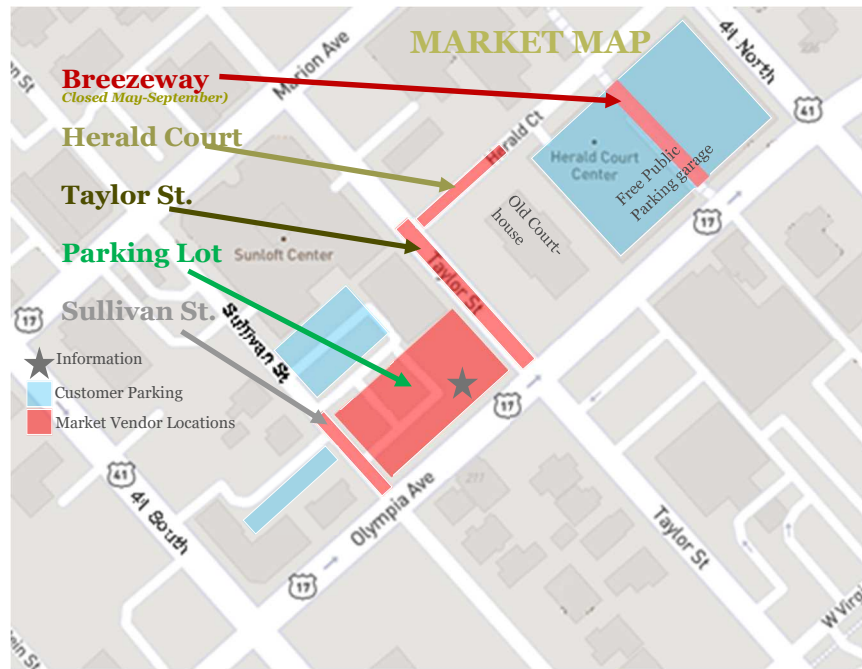 MARKET MAP
Breezeway
Closed May-September)
Herald Court
Taylor St.
Parking Lot
Sullivan St.
Information
Customer Parking
Market Vendor Locations
Marion Ave
41 North
41
Herald Ct
Herald Court
Center
Free Public
Parking garage
Old Court-
house
17
Sunloft Center
Taylor St
Sullivan St
17
17
41
41 South
211
Olympia Ave
17
Taylor St
W Virg